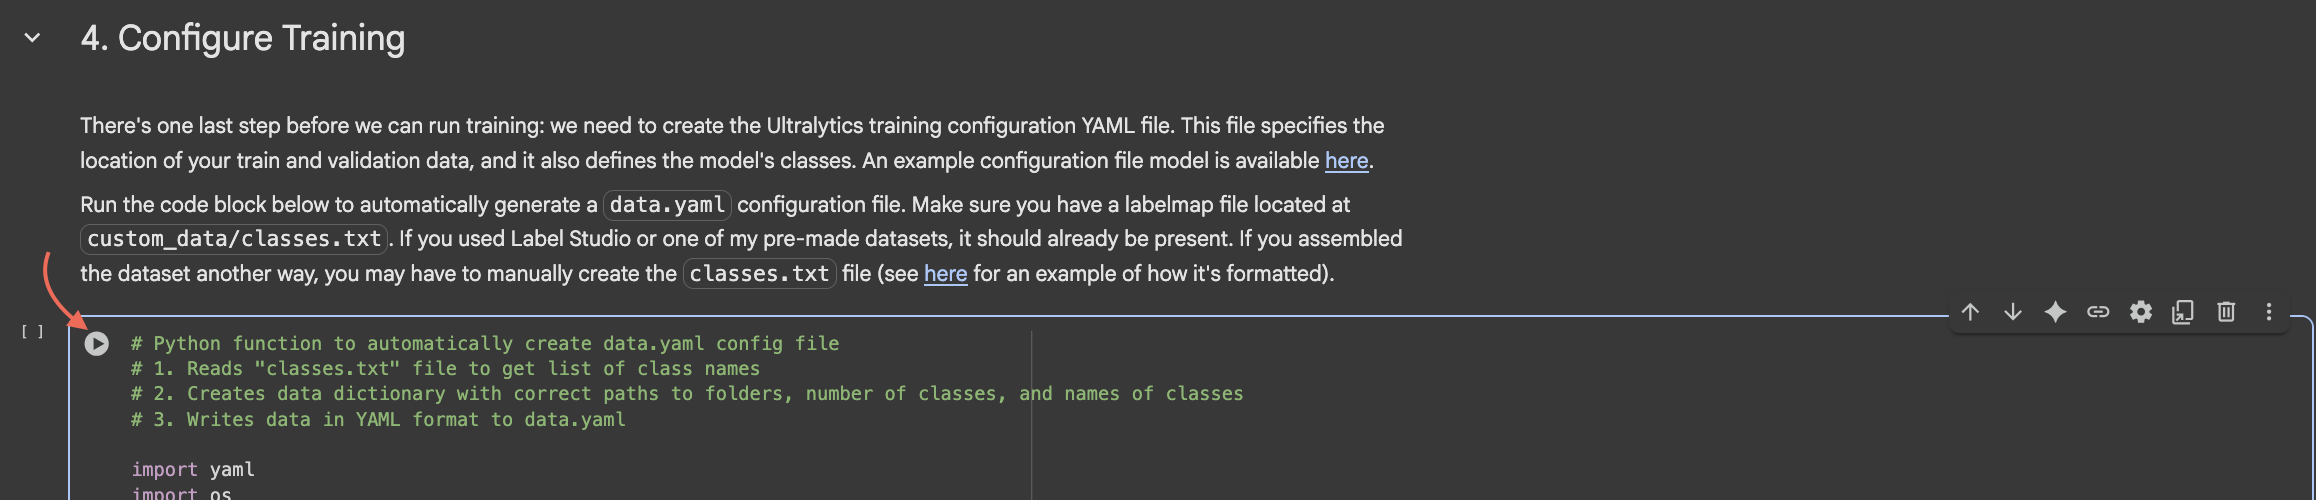 4. Configure Training
There's one last step before we can run training: we need to create the Ultralytics training configuration YAML file. This file specifies the
location of your train and validation data, and it also defines the model's classes. An example configuration file model is available here.
Run the code block below to automatically generate a data.yaml configuration file. Make sure you have a labelmap file located at
custom_data/classes.txt. If you used Label Studio or one of my pre-made datasets, it should already be present. If you assembled
the dataset another way, you may have to manually create the classes.txt file (see here for an example of how it's formatted).
[ ]
# Python function to automatically create data.yaml config file
# 1. Reads "classes.txt" file to get list of class names
# 2. Creates data dictionary with correct paths to folders, number of classes, and names of classes
# 3. Writes data in YAML format to data.yaml
import yaml
import os